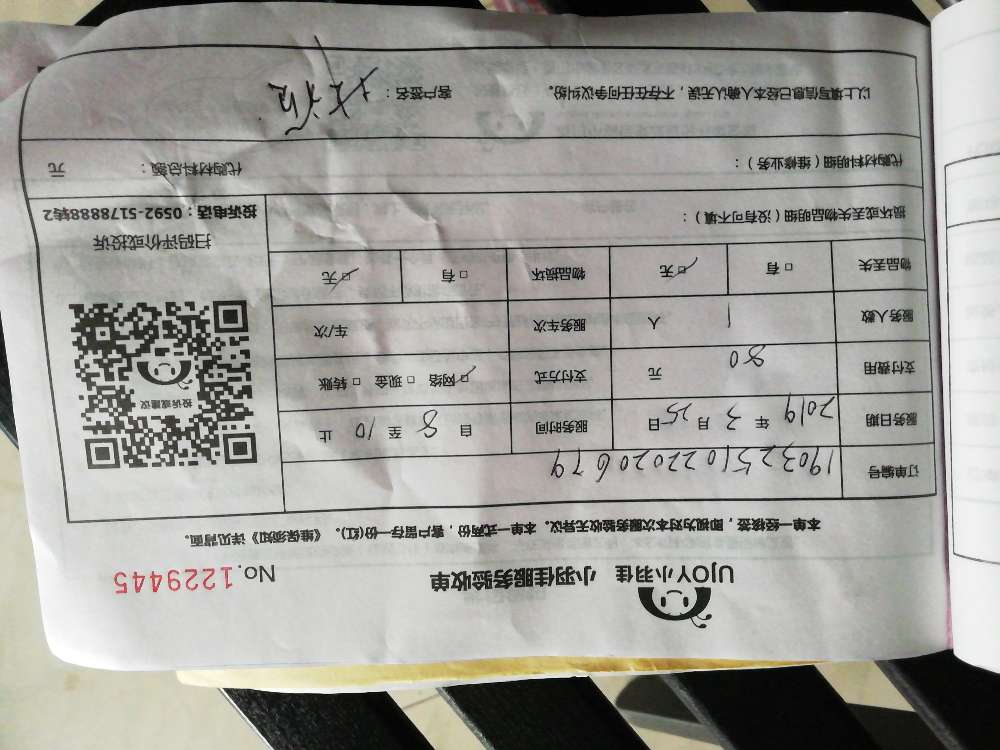 UJOY小羽佳 小羽佳服务验收单 No.1229445
本单一经核签，即视为对本次服务验收无异议。本单一式两份，客户留存一份(红)。《维保须知》详见背面。
订单编号 19032510220206 79
服务日期 2019 年 3 月 25 日 服务时间 自 8 至 10 止
支付费用 80 元 支付方式 ☑ 网络 □ 现金 □ 转账
服务人数 1 人 服务车次 车/次
物品丢失 □ 有 ☑ 无 物品损坏 □ 有 ☑ 无
投诉或建议
扫码评价或投诉
投诉电话：0592-5178888转2
损坏或丢失物品明细（没有可不填）：
代购材料明细（维修业务）： 代购材料总额： 元
以上填写信息已经本人确认无误，不存在任何争议纠纷。 客户签名：